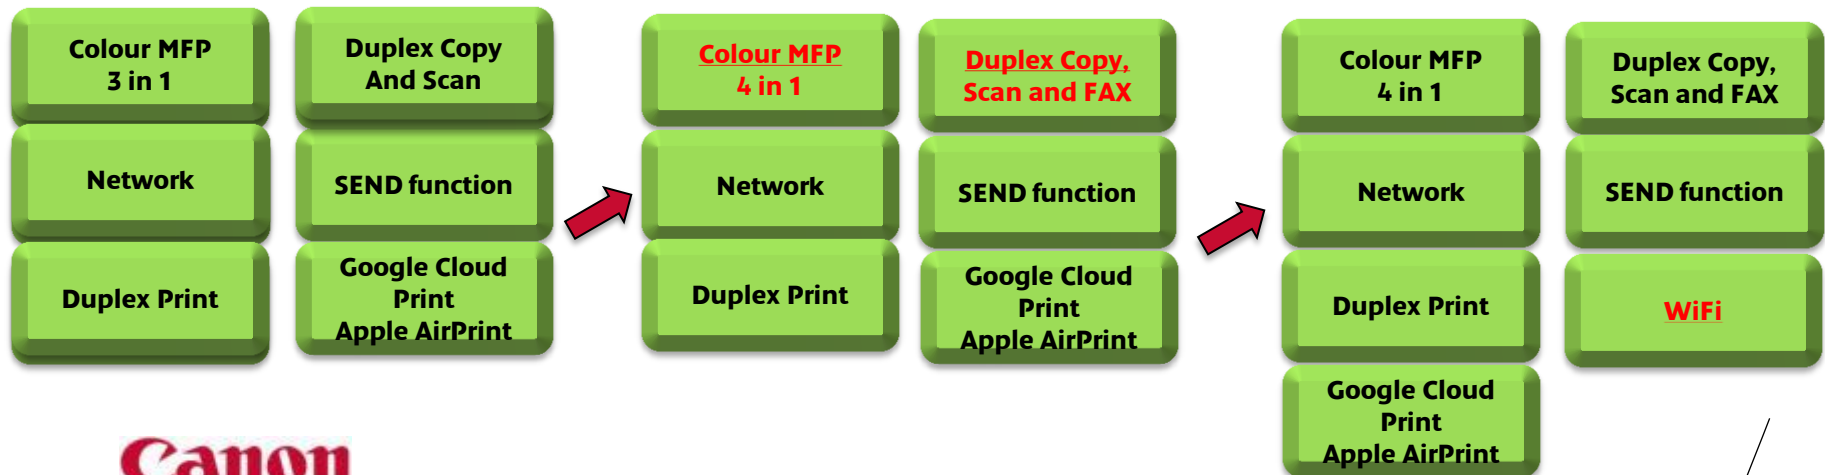 Colour MFP
3 in 1
Duplex Copy
And Scan
Network
SEND function
Duplex Print
Google Cloud
Print
Apple AirPrint
Colour MFP
4 in 1
Duplex Copy,
Scan and FAX
Network
SEND function
Duplex Print
Google Cloud
Print
Apple AirPrint
Colour MFP
4 in 1
Duplex Copy,
Scan and FAX
Network
SEND function
Duplex Print
WiFi
Google Cloud
Print
Apple AirPrint
Canon